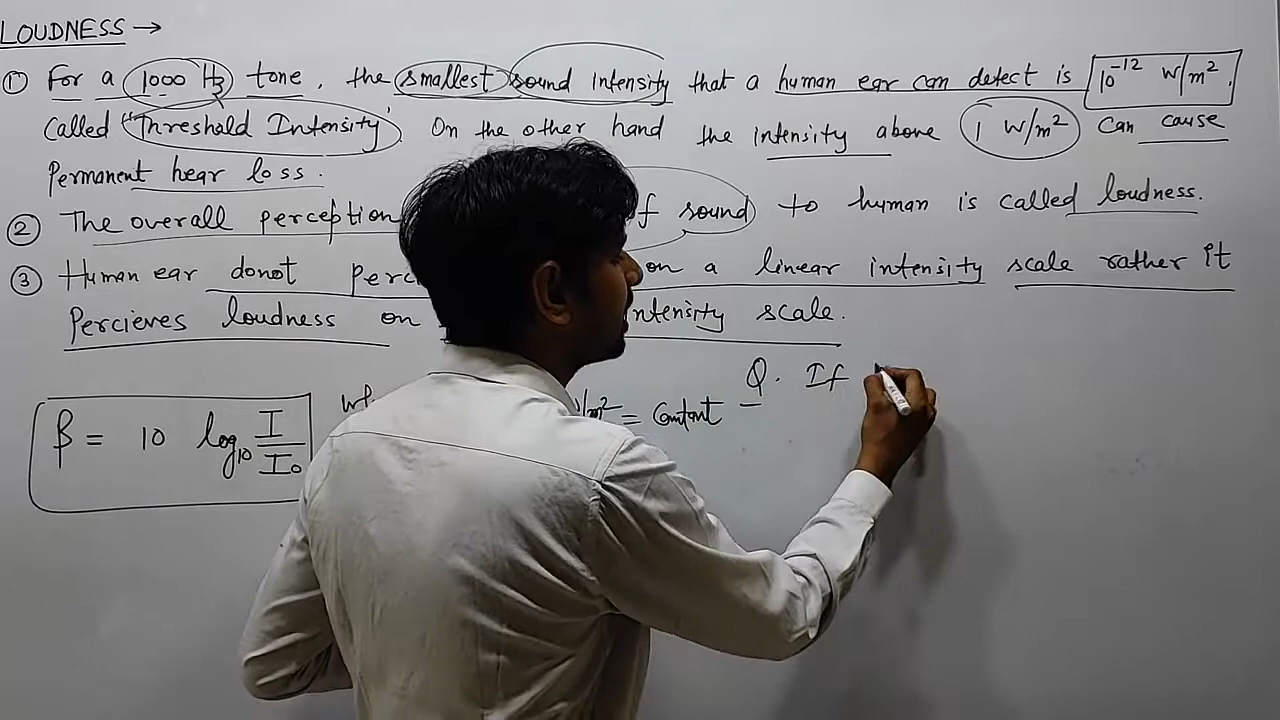 LOUDNESS →
① For a 1000 Hz tone, the smallest sound intensity that a human ear can detect is 10⁻¹² W/m².
Called "Threshold Intensity". On the other hand the intensity above 1 W/m² can cause
Permanent hear loss.
② The overall perception of sound to human is called loudness.
③ Human ear donot on a linear intensity scale rather it
Percieves loudness on intensity scale.
Q. If
/m² = Constant
β = 10 log₁₀ I/I₀